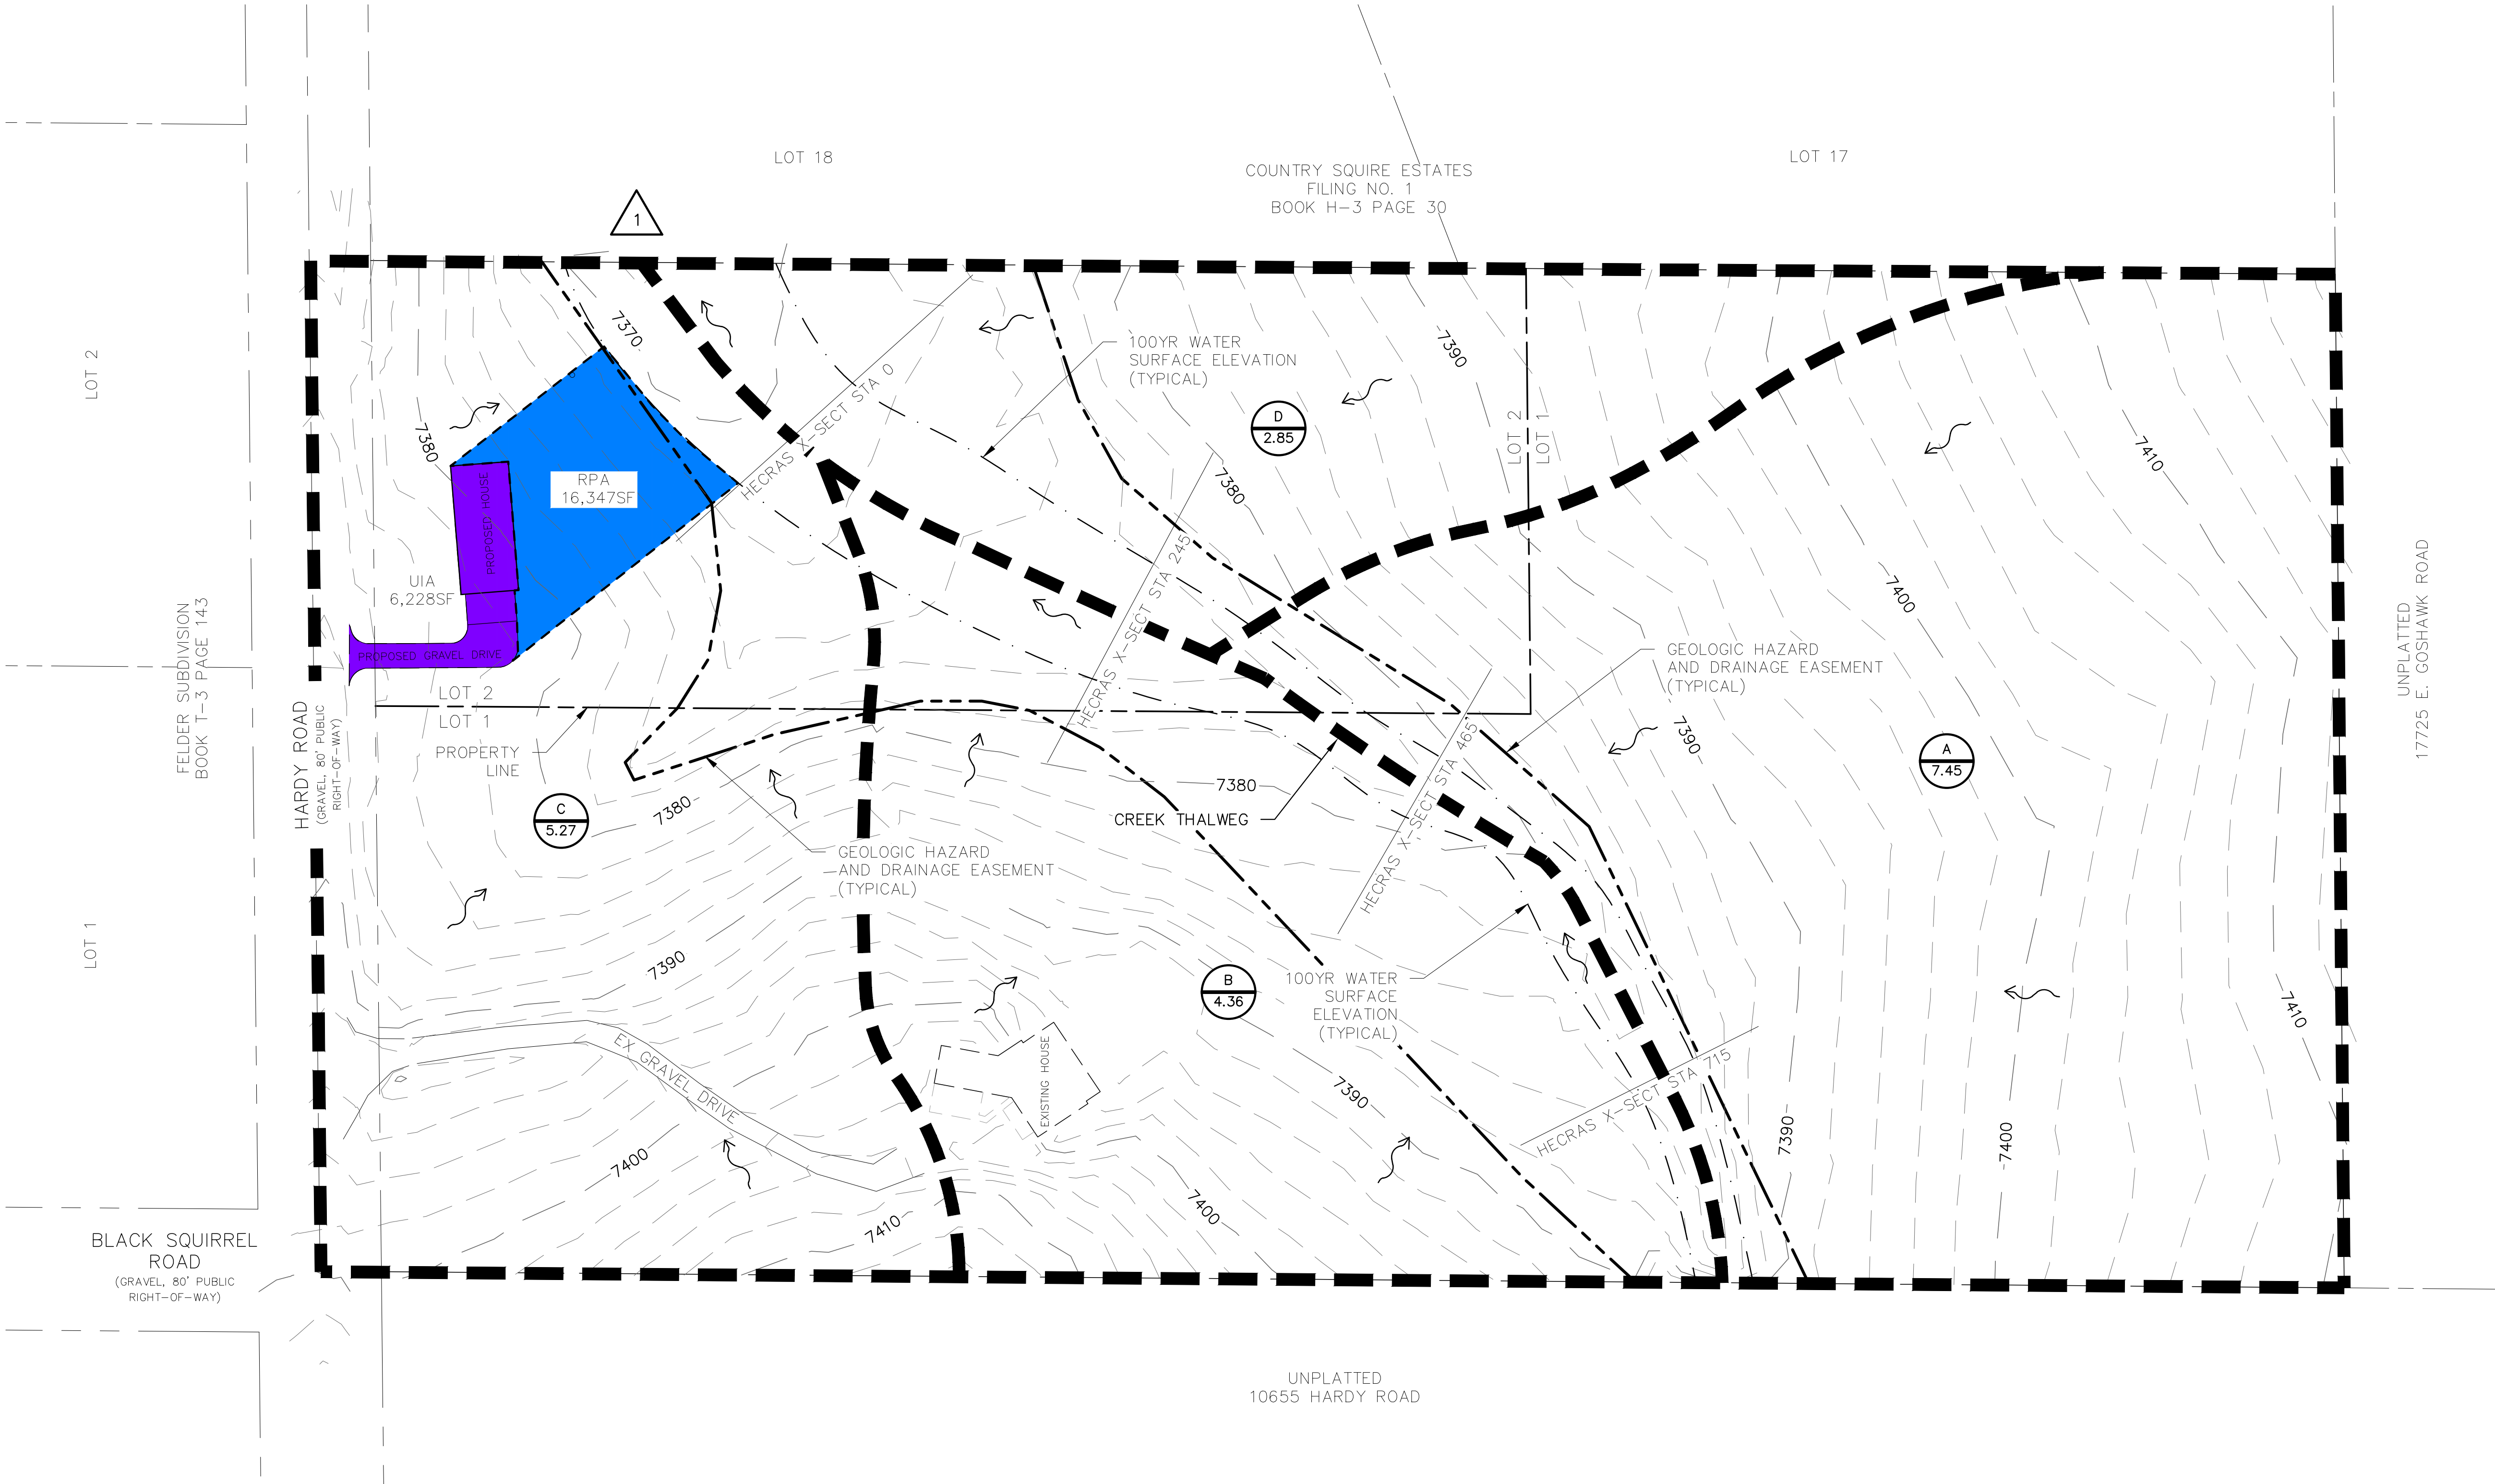 LOT 18
LOT 17
COUNTRY SQUIRE ESTATES
FILING NO. 1
BOOK H-3 PAGE 30
1
LOT 2
7370
100YR WATER
SURFACE ELEVATION
(TYPICAL)
7390
HECRAS X-SECT STA 0
D
2.85
LOT 2
LOT 1
7410
7380
PROPOSED HOUSE
RPA
16,347SF
7380
UIA
6,228SF
HECRAS X-SECT STA 245
7400
UNPLATTED
17725 E. GOSHAWK ROAD
FELDER SUBDIVISION
BOOK T-3 PAGE 143
PROPOSED GRAVEL DRIVE
GEOLOGIC HAZARD
AND DRAINAGE EASEMENT
(TYPICAL)
LOT 2
LOT 1
HARDY ROAD
(GRAVEL, 80' PUBLIC
RIGHT-OF-WAY)
PROPERTY
LINE
7390
A
7.45
7380
7380
C
5.27
CREEK THALWEG
HECRAS X-SECT STA 465
GEOLOGIC HAZARD
AND DRAINAGE EASEMENT
(TYPICAL)
LOT 1
7390
B
4.36
100YR WATER
SURFACE
ELEVATION
(TYPICAL)
7410
EX GRAVEL DRIVE
EXISTING HOUSE
7390
HECRAS X-SECT STA 715
7390
7400
7400
7400
7410
BLACK SQUIRREL
ROAD
(GRAVEL, 80' PUBLIC
RIGHT-OF-WAY)
UNPLATTED
10655 HARDY ROAD